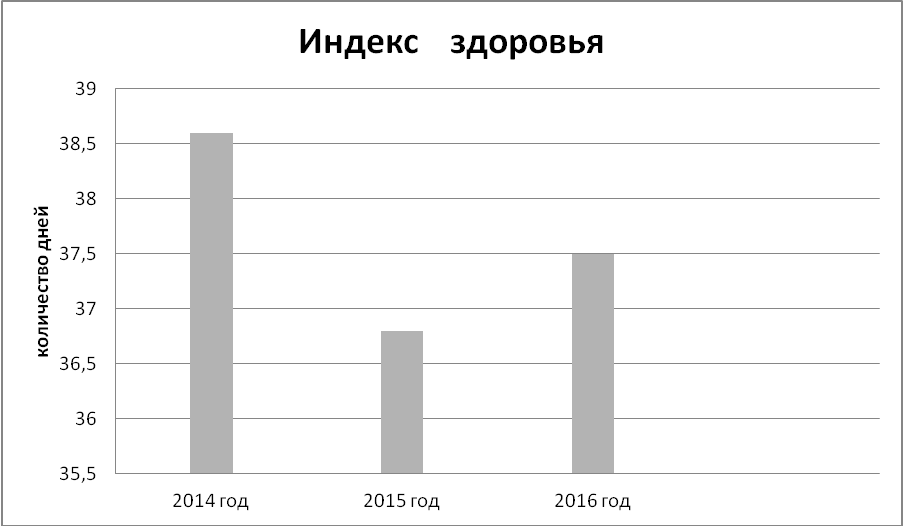 Индекс здоровья
количество дней
39
38,5
38
37,5
37
36,5
36
35,5
2014 год
2015 год
2016 год